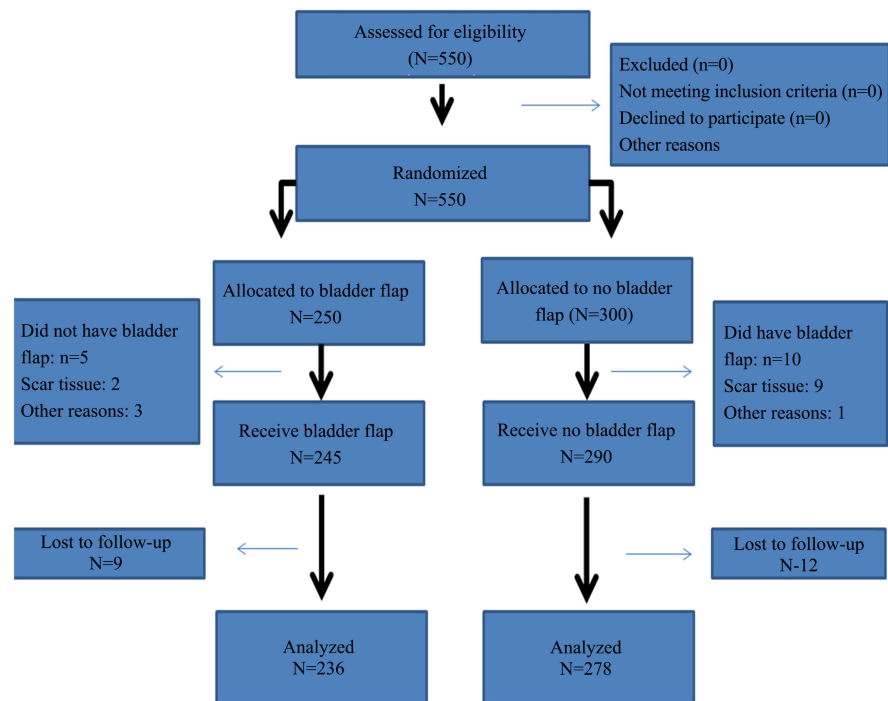 Assessed for eligibility
(N=550)
Excluded (n=0)
Not meeting inclusion criteria (n=0)
Declined to participate (n=0)
Other reasons
Randomized
N=550
Allocated to bladder flap
N=250
Allocated to no bladder
flap (N=300)
Did not have bladder
flap: n=5
Scar tissue: 2
Other reasons: 3
Did have bladder
flap: n=10
Scar tissue: 9
Other reasons: 1
Receive bladder flap
N=245
Receive no bladder flap
N=290
Lost to follow-up
N=9
Lost to follow-up
N-12
Analyzed
N=236
Analyzed
N=278